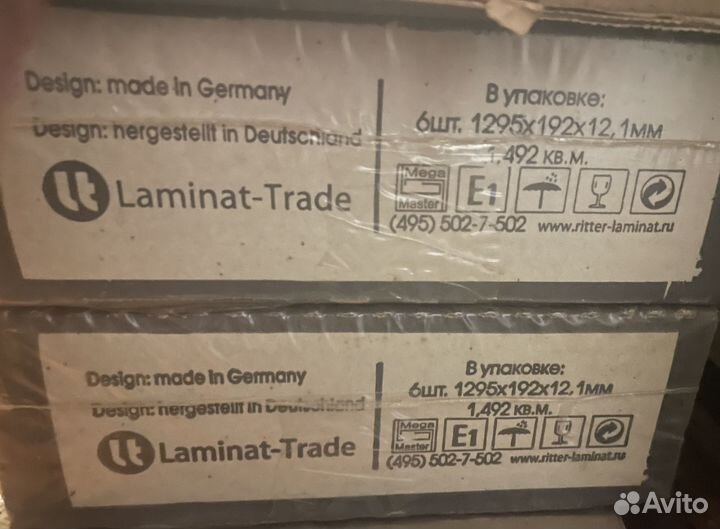 Design: made in Germany
Design: hergestellt in Deutschland
lt Laminat-Trade
В упаковке:
6шт. 1295х192х12,1мм
1,492 кв.м.
Mega
Master
E1
(495) 502-7-502 www.ritter-laminat.ru
Design: made in Germany
Design: hergestellt in Deutschland
lt Laminat-Trade
В упаковке:
6шт. 1295х192х12,1мм
1,492 кв.м.
Mega
Master
E1
(495) 502-7-502 www.ritter-laminat.ru
Avito